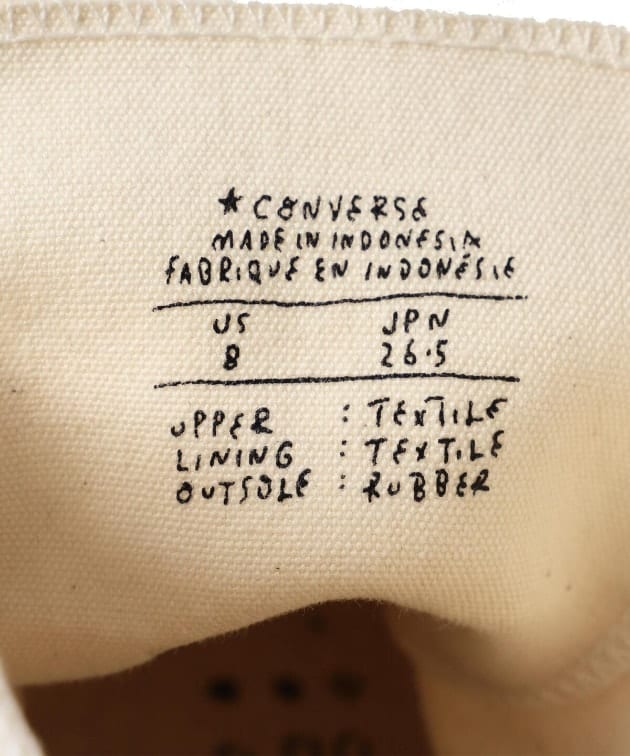 ★ CONVERSE
MADE IN INDONESIA
FABRIQUE EN INDONÉSIE
US JPN
8 26.5
UPPER : TEXTILE
LINING : TEXTILE
OUTSOLE : RUBBER